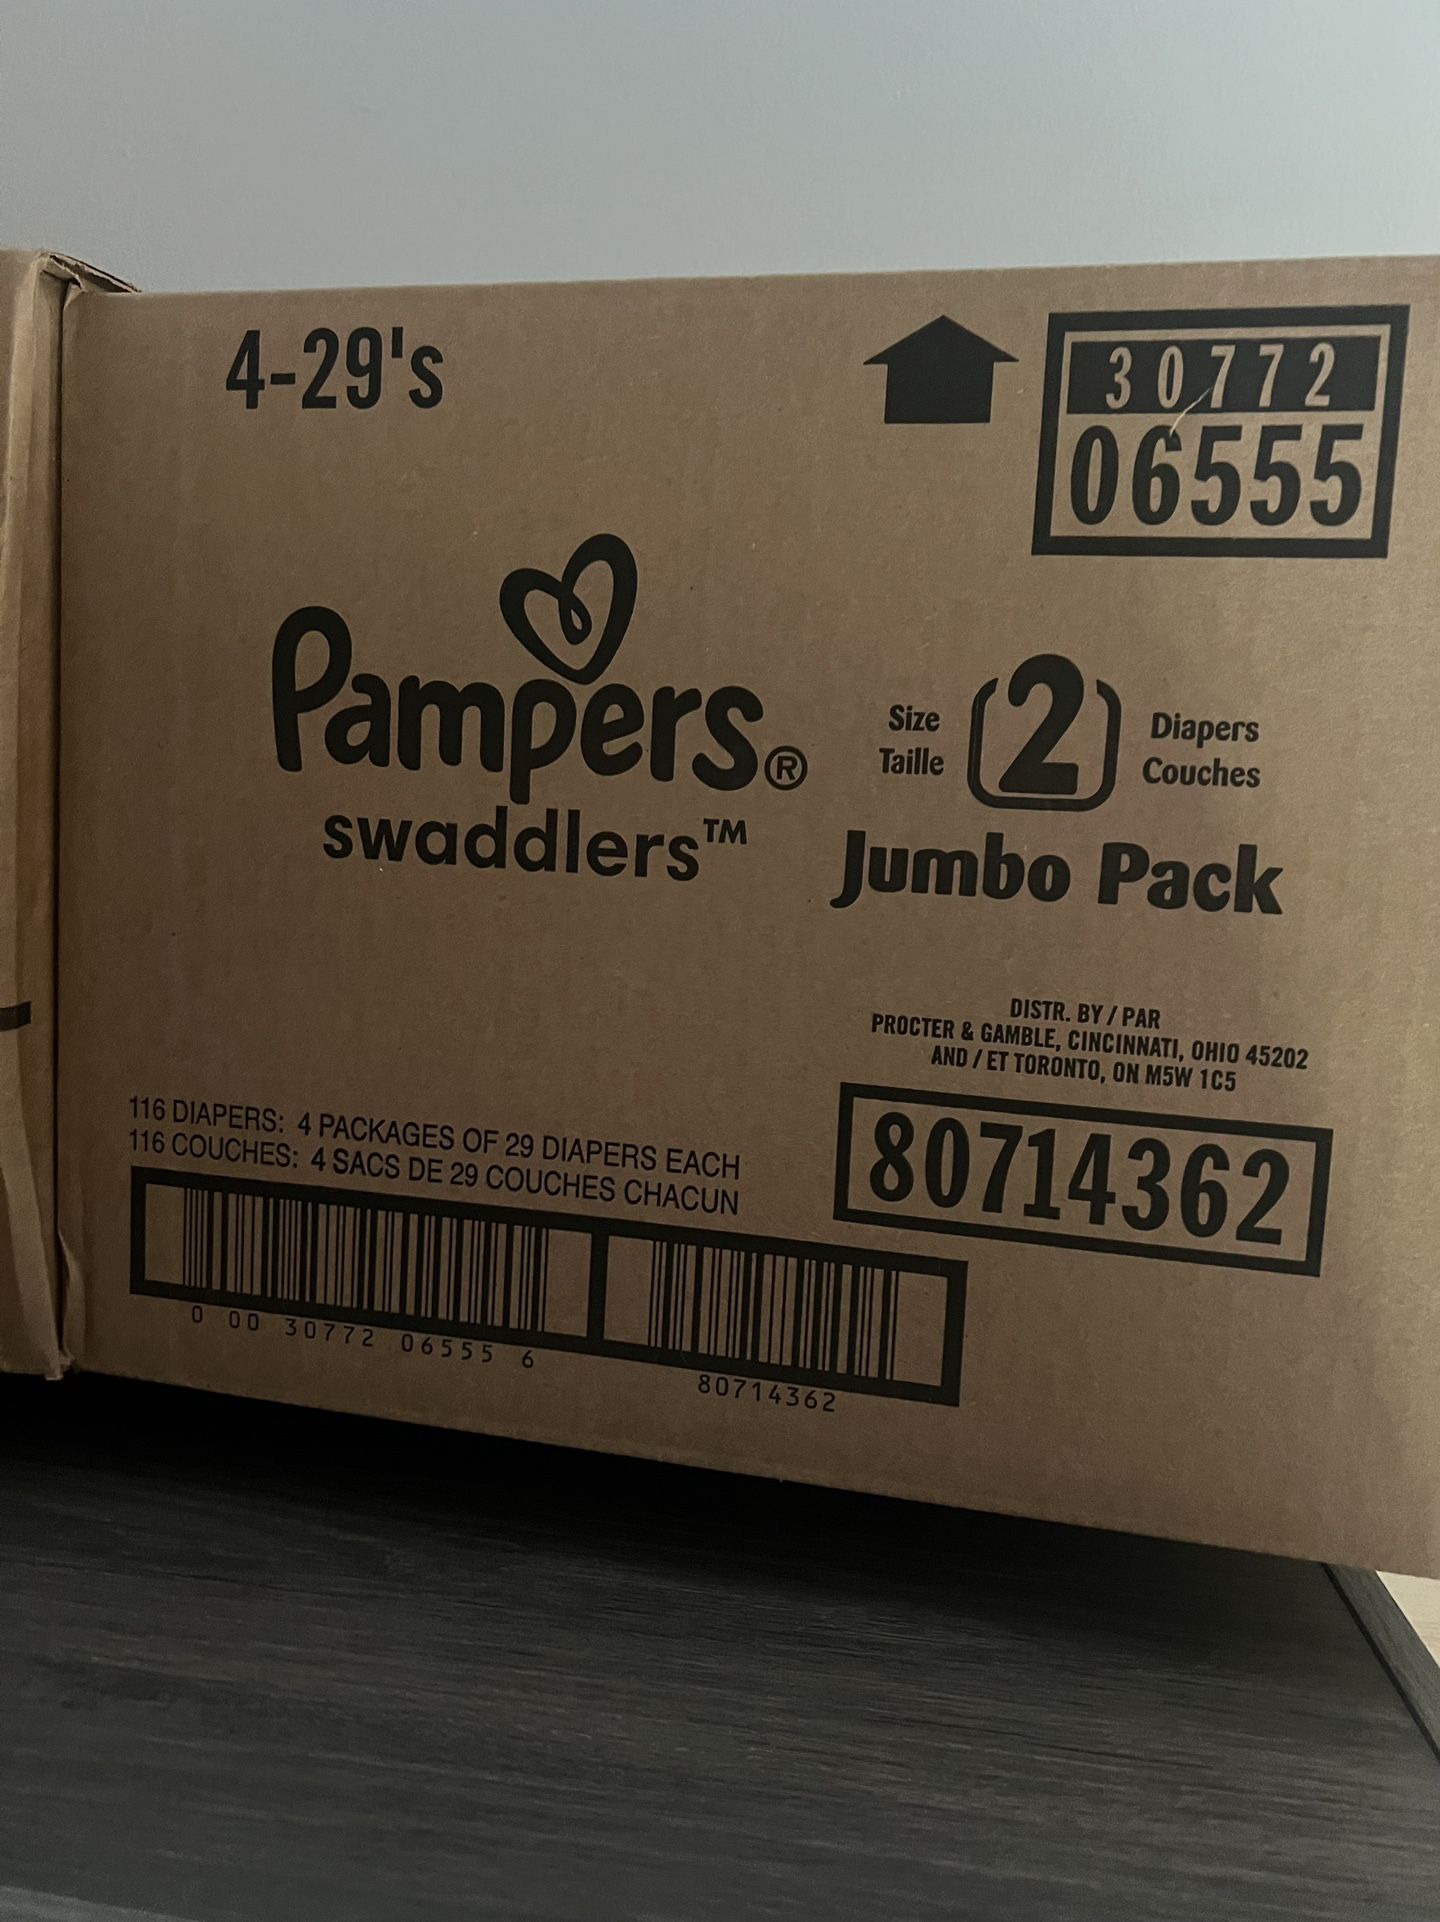 4-29's
30772
06555
Pampers®
swaddlers™
Size 2 Diapers
Taille Couches
Jumbo Pack
DISTR. BY / PAR
PROCTER & GAMBLE, CINCINNATI, OHIO 45202
AND / ET TORONTO, ON M5W 1C5
80714362
116 DIAPERS: 4 PACKAGES OF 29 DIAPERS EACH
116 COUCHES: 4 SACS DE 29 COUCHES CHACUN
0 00 30772 06555 6
80714362